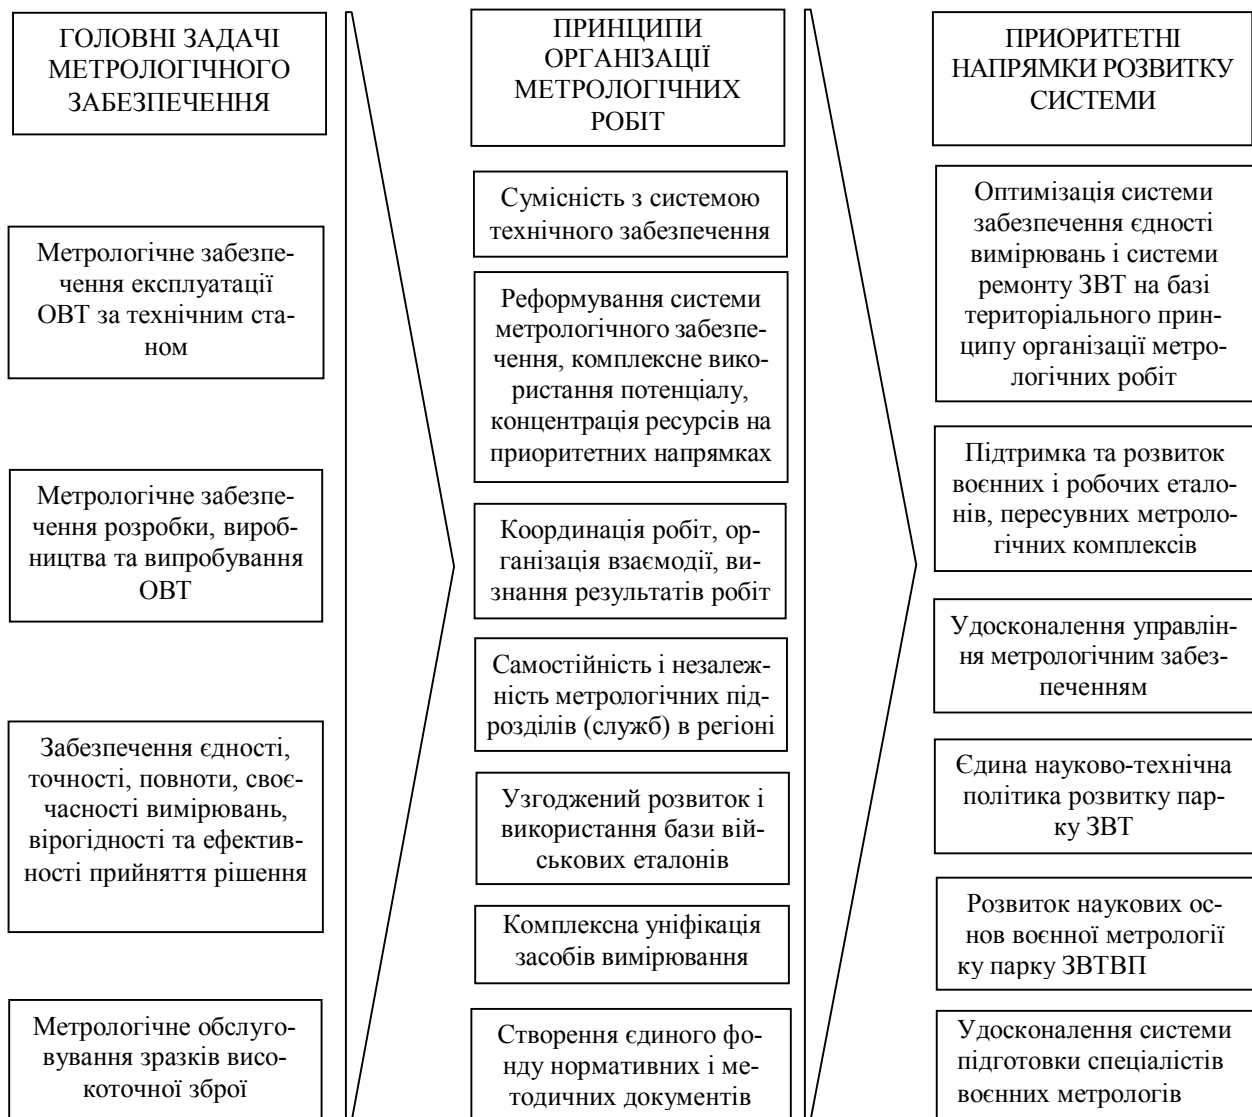 ГОЛОВНІ ЗАДАЧІ
МЕТРОЛОГІЧНОГО
ЗАБЕЗПЕЧЕННЯ
Метрологічне забезпе-
чення експлуатації
ОВТ за технічним ста-
ном
Метрологічне забезпе-
чення розробки, вироб-
ництва та випробування
ОВТ
Забезпечення єдності,
точності, повноти, своє-
часності вимірювань,
вірогідності та ефектив-
ності прийняття рішення
Метрологічне обслуго-
вування зразків висо-
коточної зброї
ПРИНЦИПИ
ОРГАНІЗАЦІЇ
МЕТРОЛОГІЧНИХ
РОБІТ
Сумісність з системою
технічного забезпечення
Реформування системи
метрологічного забезпе-
чення, комплексне вико-
ристання потенціалу,
концентрація ресурсів на
приоритетних напрямках
Координація робіт, ор-
ганізація взаємодії, ви-
знання результатів робіт
Самостійність і незалеж-
ність метрологічних під-
розділів (служб) в регіоні
Узгоджений розвиток і
використання бази вій-
ськових еталонів
Комплексна уніфікація
засобів вимірювання
Створення єдиного фо-
нду нормативних і ме-
тодичних документів
ПРИОРИТЕТНІ
НАПРЯМКИ РОЗВИТКУ
СИСТЕМИ
Оптимізація системи
забезпечення єдності
вимірювань і системи
ремонту ЗВТ на базі
територіального прин-
ципу організації метро-
логічних робіт
Підтримка та розвиток
воєнних і робочих етало-
нів, пересувних метроло-
гічних комплексів
Удосконалення управлін-
ня метрологічним забез-
печенням
Єдина науково-технічна
політика розвитку пар-
ку ЗВТ
Розвиток наукових ос-
нов воєнної метрології
ку парку ЗВТВП
Удосконалення системи
підготовки спеціалістів
воєнних метрологів